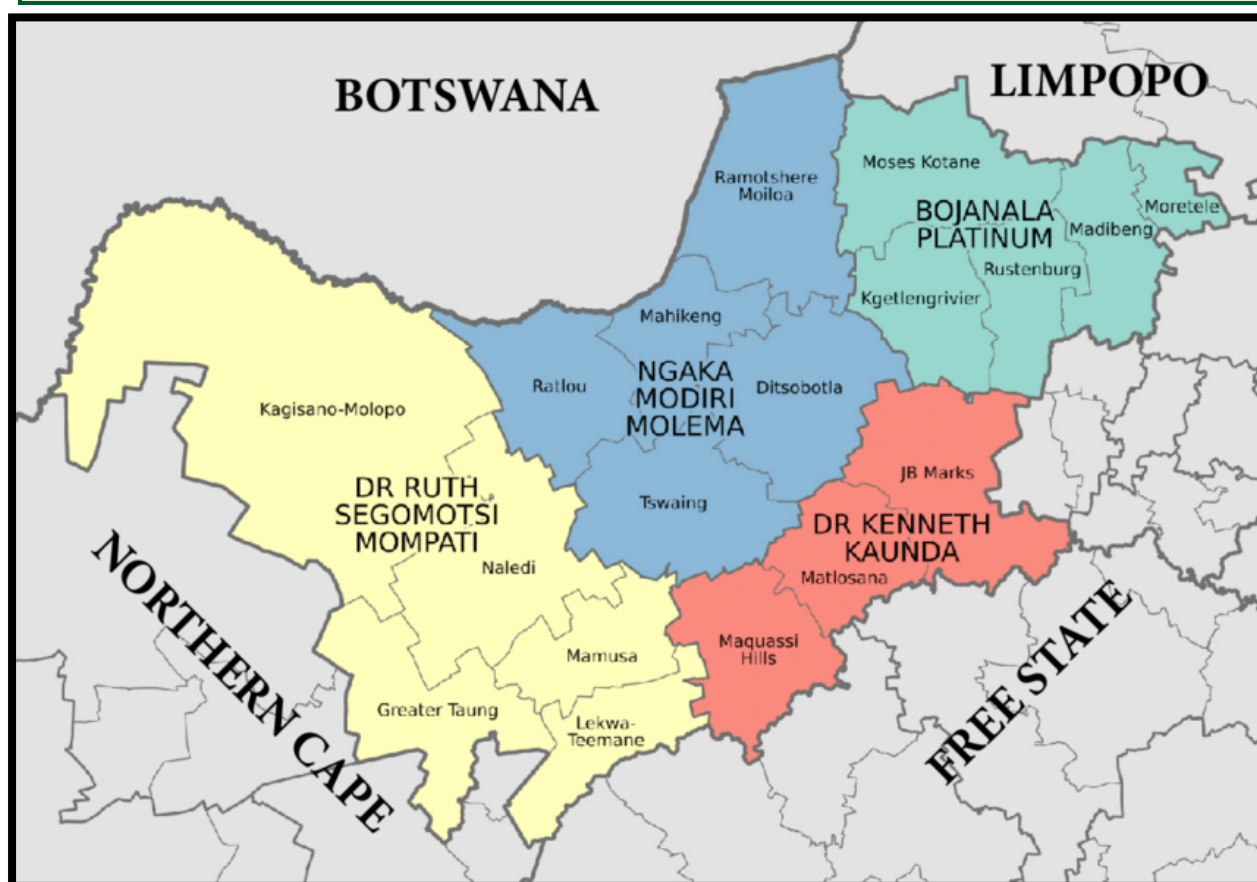 BOTSWANA
LIMPOPO
Moses Kotane
Ramotshere
Moiloa
BOJANALA
PLATINUM
Moretele
Madibeng
Rustenburg
Kgetlengrivier
Mahikeng
NGAKA
MODIRI
MOLEMA
Ratlou
Ditsobotla
Kagisano-Molopo
JB Marks
DR RUTH
SEGOMOTSI
MOMPATI
Tswaing
DR KENNETH
KAUNDA
Naledi
Matlosana
Maquassi
Hills
Mamusa
Greater Taung
Lekwa-
Teemane
NORTHERN CAPE
FREE STATE